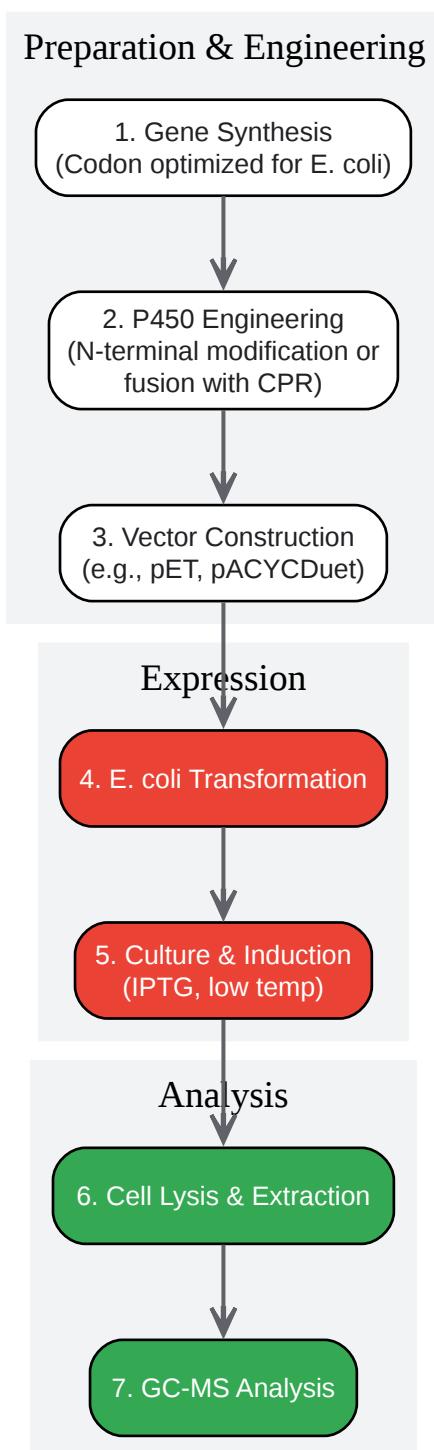 Preparation & Engineering
1. Gene Synthesis
(Codon optimized for E. coli)
2. P450 Engineering
(N-terminal modification or
fusion with CPR)
3. Vector Construction
(e.g., pET, pACYCDuet)
Expression
4. E. coli Transformation
5. Culture & Induction
(IPTG, low temp)
Analysis
6. Cell Lysis & Extraction
7. GC-MS Analysis